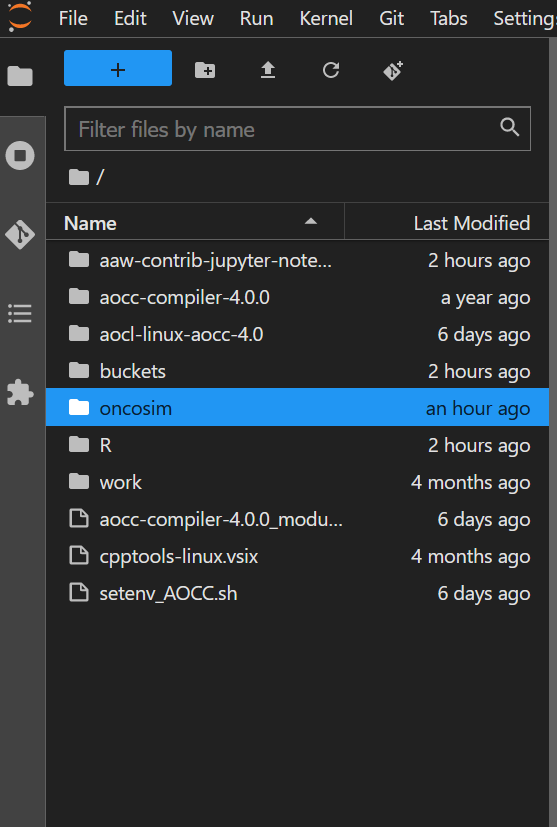 File Edit View Run Kernel Git Tabs Setting
Filter files by name
/
Name Last Modified
aaw-contrib-jupyter-note... 2 hours ago
aocc-compiler-4.0.0 a year ago
aocl-linux-aocc-4.0 6 days ago
buckets 2 hours ago
oncosim an hour ago
R 2 hours ago
work 4 months ago
aocc-compiler-4.0.0_modu... 6 days ago
cpptools-linux.vsix 4 months ago
setenv_AOCC.sh 6 days ago